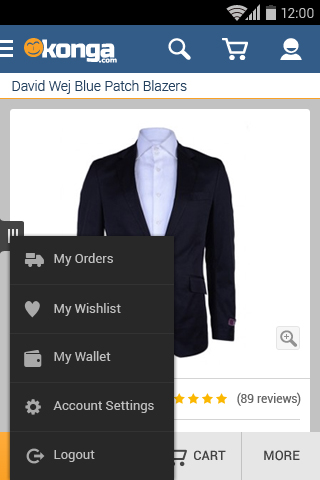 12:00
konga
.com
David Wej Blue Patch Blazers
My Orders
My Wishlist
My Wallet
Account Settings
Logout
(89 reviews)
CART
MORE